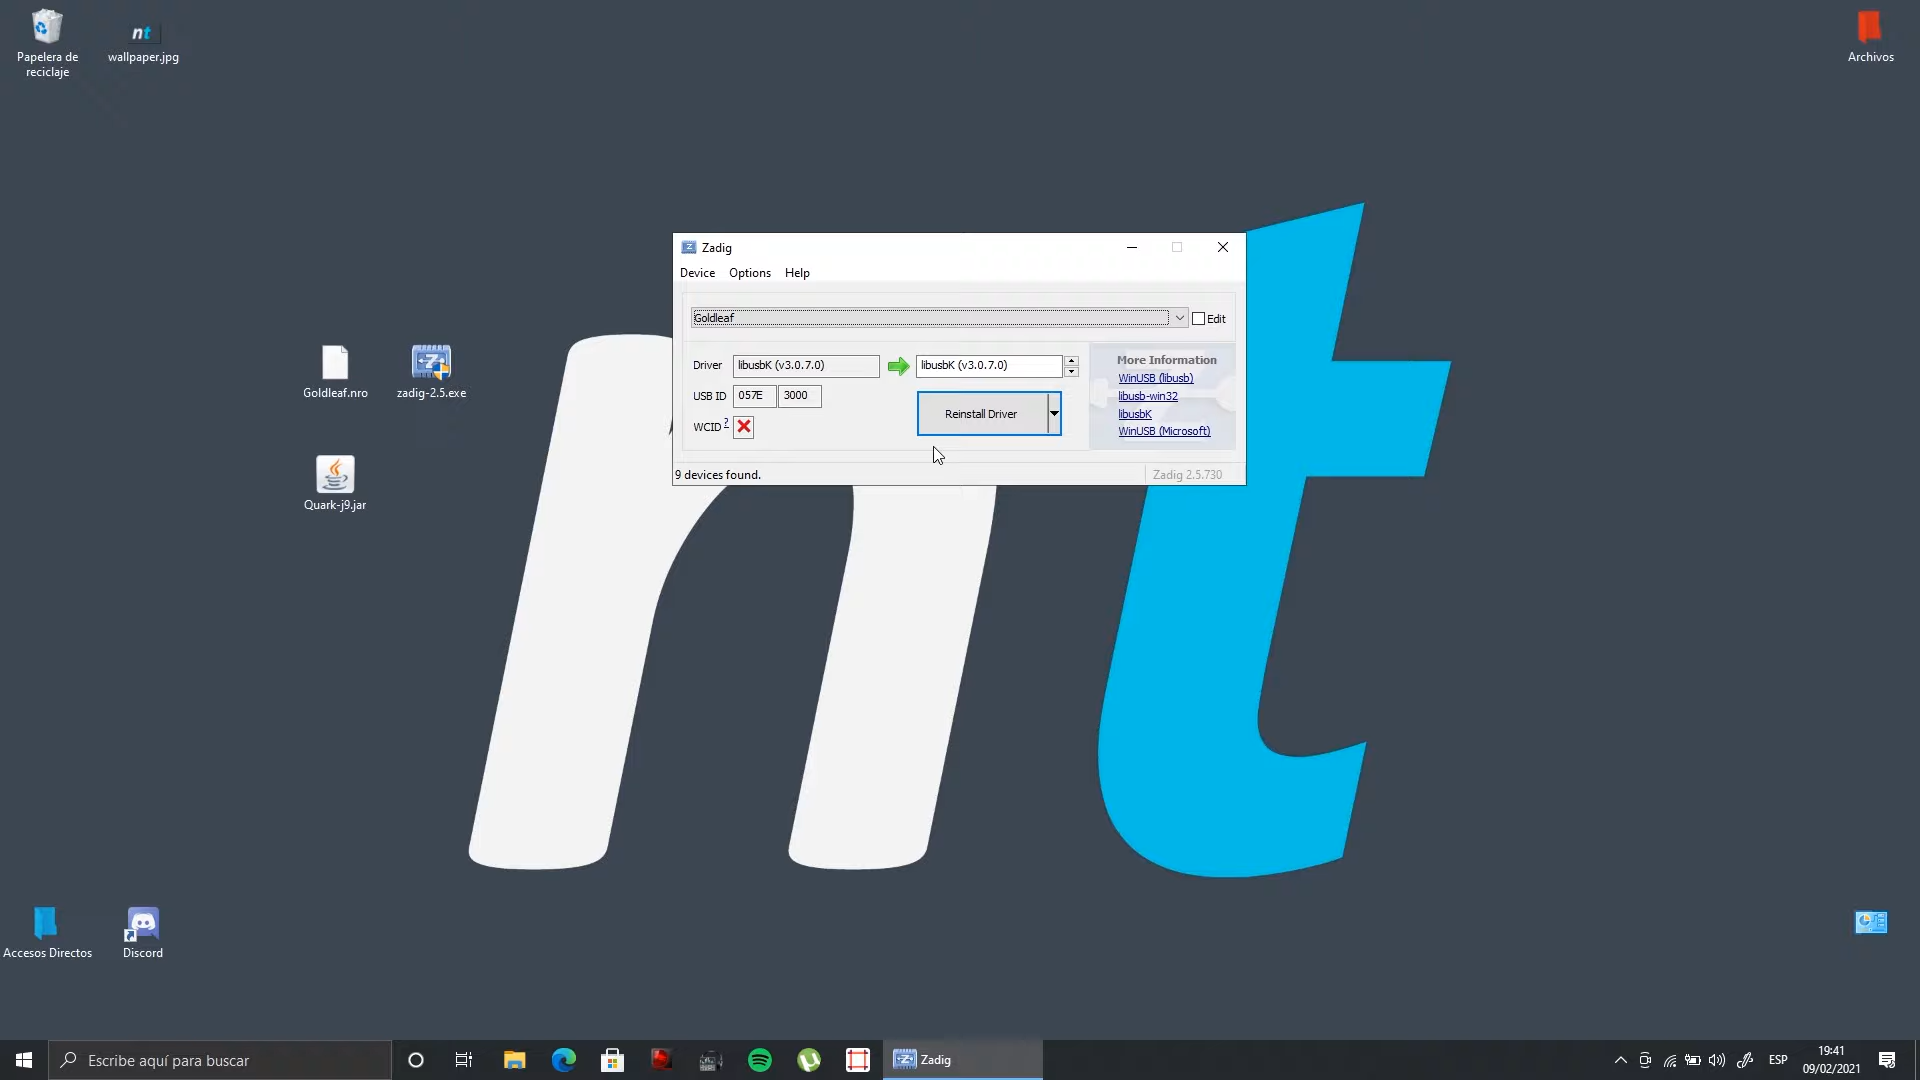 Papelera de
reciclaje
nt
wallpaper.jpg
Archivos
Zadig
Device Options Help
Goldleaf
Edit
Driver libusbK (v3.0.7.0) libusbK (v3.0.7.0)
USB ID 057E 3000
WCID ?
Reinstall Driver
More Information
WinUSB (libusb)
libusb-win32
libusbK
WinUSB (Microsoft)
9 devices found.
Zadig 2.5.730
Goldleaf.nro
zadig-2.5.exe
Quark-j9.jar
nt
Accesos Directos
Discord
Escribe aquí para buscar
Zadig
ESP
19:41
09/02/2021